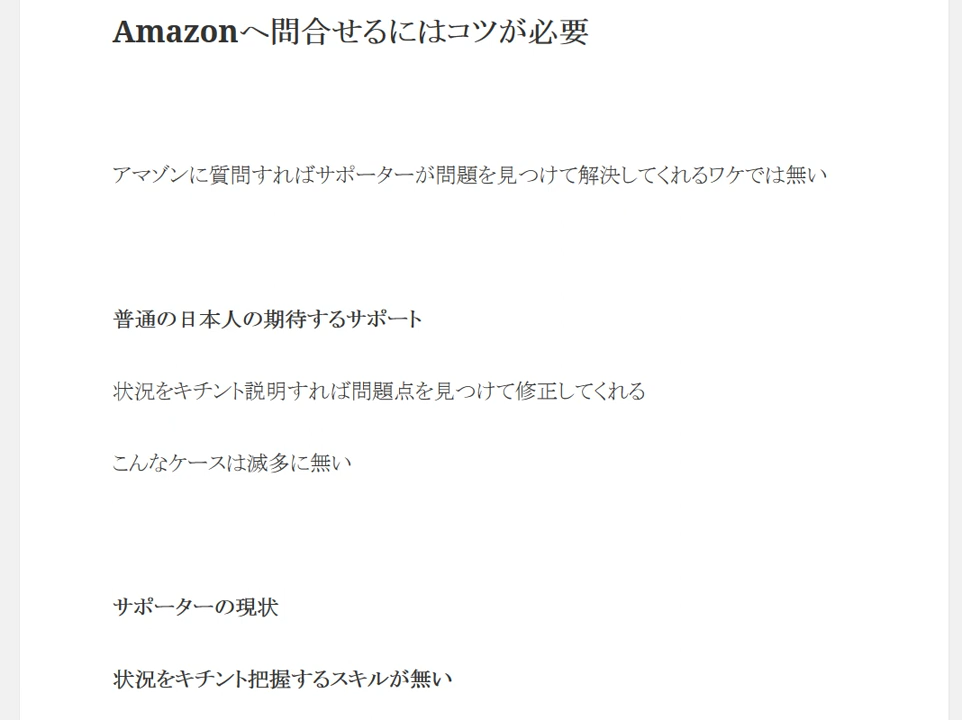 Amazonへ問合せるにはコツが必要
アマゾンに質問すればサポーターが問題を見つけて解決してくれるワケでは無い
普通の日本人の期待するサポート
状況をキチント説明すれば問題点を見つけて修正してくれる
こんなケースは滅多に無い
サポーターの現状
状況をキチント把握するスキルが無い